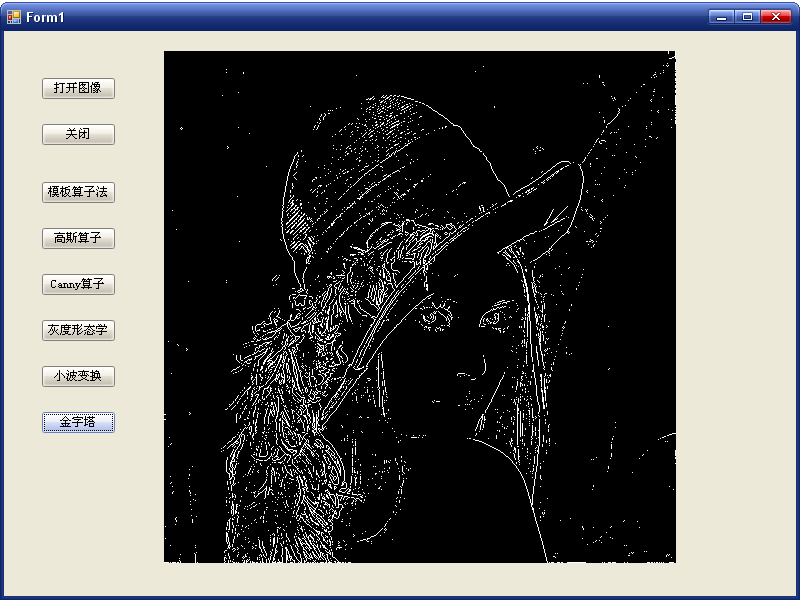 Form1
打开图像
关闭
模板算子法
高斯算子
Canny算子
灰度形态学
小波变换
金字塔